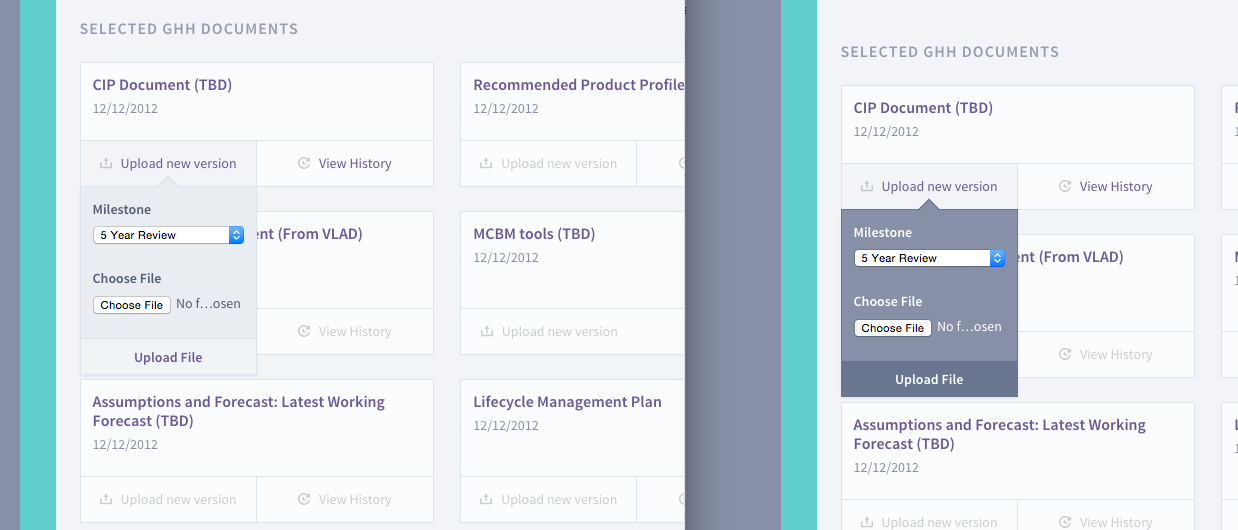 SELECTED GHH DOCUMENTS
CIP Document (TBD)
12/12/2012
Upload new version
View History
Recommended Product Profile
Upload new version
Milestone
5 Year Review
Choose File
Choose File
No f...osen
Upload File
ent (From VLAD)
View History
MCBM tools (TBD)
12/12/2012
Upload new version
Assumptions and Forecast: Latest Working
Forecast (TBD)
12/12/2012
Upload new version
View History
Lifecycle Management Plan
12/12/2012
Upload new version
SELECTED GHH DOCUMENTS
CIP Document (TBD)
12/12/2012
Upload new version
View History
Milestone
5 Year Review
Choose File
Choose File
No f...osen
Upload File
ent (From VLAD)
View History
Assumptions and Forecast: Latest Working
Forecast (TBD)
12/12/2012
Upload new version
View History